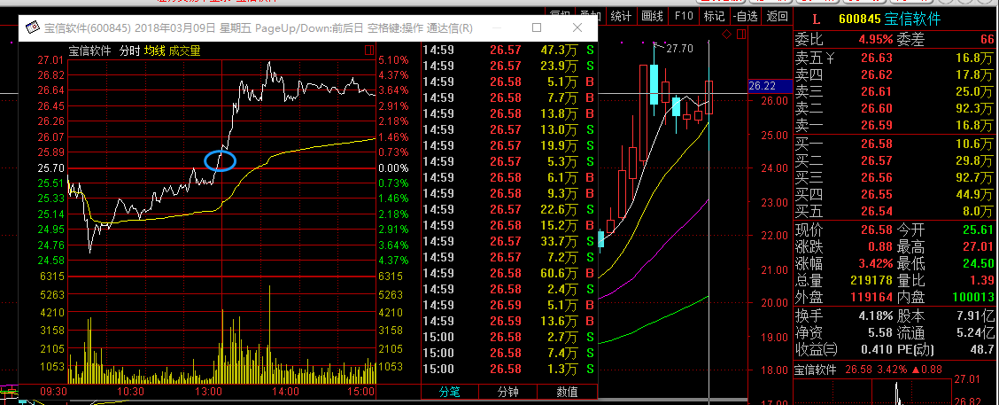 复权 叠加 统计 画线 F10 标记 -自选 返回
L 600845 宝信软件
宝信软件(600845) 2018年03月09日 星期五 PageUp/Down:前后日 空格键:操作 通达信(R)
宝信软件 分时 均线 成交量
27.01 5.10%
26.82 4.37%
26.64 3.64%
26.45 2.91%
26.26 2.18%
26.07 1.46%
25.89 0.73%
25.70 0.00%
25.51 0.73%
25.33 1.46%
25.14 2.18%
24.95 2.91%
24.76 3.64%
24.58 4.37%
6315 6315
5263 5263
4210 4210
3158 3158
2105 2105
1053 1053
09:30 10:30 13:00 14:00 15:00
14:59 26.57 47.3万 S
14:59 26.57 23.9万 S
14:59 26.58 5.1万 B
14:59 26.58 7.7万 B
14:59 26.58 13.8万 B
14:59 26.57 13.0万 S
14:59 26.57 19.9万 S
14:59 26.57 5.3万 S
14:59 26.58 6.1万 B
14:59 26.58 9.3万 B
14:59 26.57 22.6万 S
14:59 26.58 15.2万 B
14:59 26.57 33.7万 S
14:59 26.57 7.2万 S
14:59 26.58 60.6万 B
14:59 26.58 2.4万 S
14:59 26.59 5.1万 B
14:59 26.59 13.6万 B
15:00 26.58 2.7万 S
15:00 26.58 7.4万 S
15:00 26.58 1.3万 S
分笔 分钟 数值
27.70
26.22
26.00
25.00
24.00
23.00
22.00
21.00
20.00
19.00
18.00
17.00
委比 4.95% 委差 66
卖五 ￥ 26.63 16.8万
卖四 26.62 17.8万
卖三 26.61 25.0万
卖二 26.60 92.3万
卖一 26.59 16.8万
买一 26.58 10.6万
买二 26.57 29.8万
买三 26.56 92.7万
买四 26.55 44.9万
买五 26.54 8.0万
现价 26.58 今开 25.61
涨跌 0.88 最高 27.01
涨幅 3.42% 最低 24.50
总量 219178 量比 1.39
外盘 119164 内盘 100013
换手 4.18% 股本 7.91亿
净资 5.58 流通 5.24亿
收益㈢ 0.410 PE(动) 48.7
宝信软件 26.58 3.42% ▲0.88
27.01
26.82